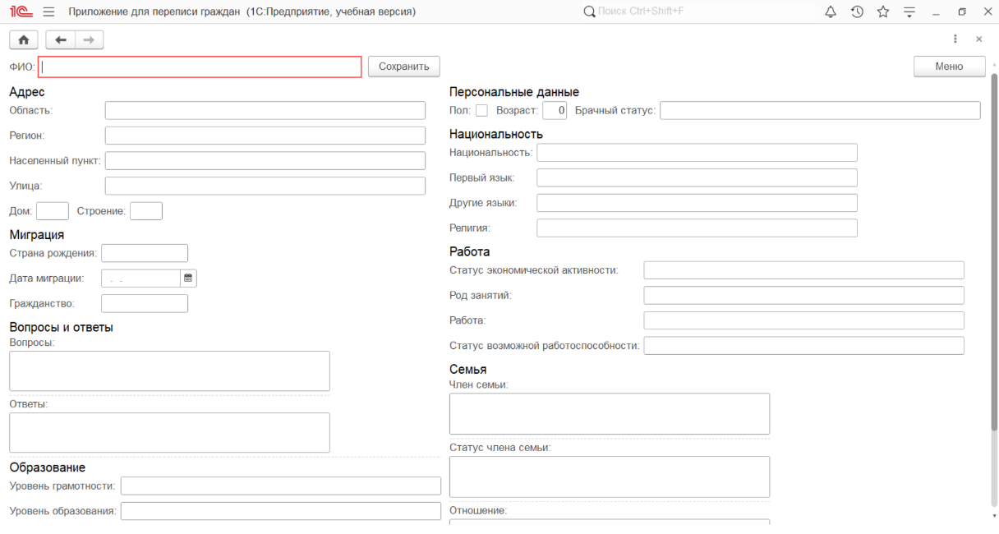 Приложение для переписи граждан (1С:Предприятие, учебная версия)
Поиск Ctrl+Shift+F
ФИО:
Сохранить
Меню
Адрес
Область:
Регион:
Населенный пункт:
Улица:
Дом: Строение:
Миграция
Страна рождения:
Дата миграции: . .
Гражданство:
Вопросы и ответы
Вопросы:
Ответы:
Образование
Уровень грамотности:
Уровень образования:
Персональные данные
Пол: Возраст: 0 Брачный статус:
Национальность
Национальность:
Первый язык:
Другие языки:
Религия:
Работа
Статус экономической активности:
Род занятий:
Работа:
Статус возможной работоспособности:
Семья
Член семьи:
Статус члена семьи:
Отношение: